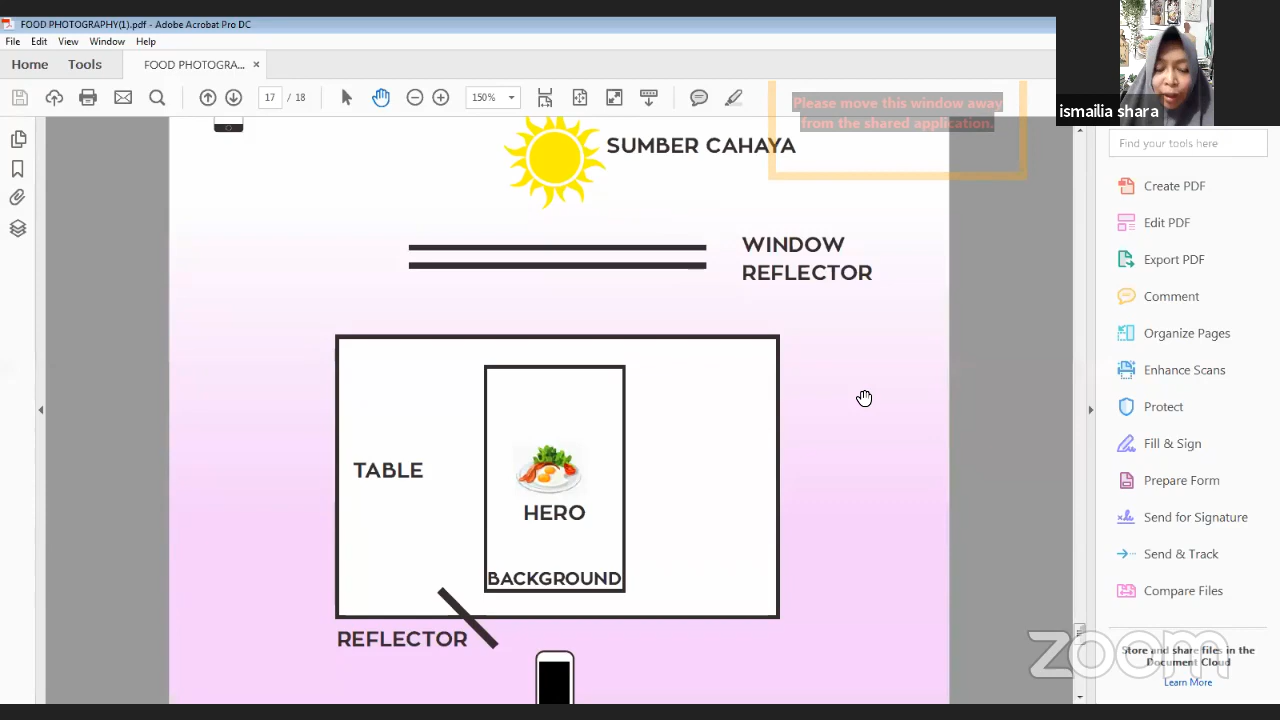 FOOD PHOTOGRAPHY(1).pdf - Adobe Acrobat Pro DC
File Edit View Window Help
Home Tools FOOD PHOTOGRA... ×
17 / 18 150%
Please move this window away
from the shared application.
ismailia shara
SUMBER CAHAYA
WINDOW
REFLECTOR
TABLE
HERO
BACKGROUND
REFLECTOR
Find your tools here
Create PDF
Edit PDF
Export PDF
Comment
Organize Pages
Enhance Scans
Protect
Fill & Sign
Prepare Form
Send for Signature
Send & Track
Compare Files
Store and share files in the
Document Cloud
Learn More
zoom